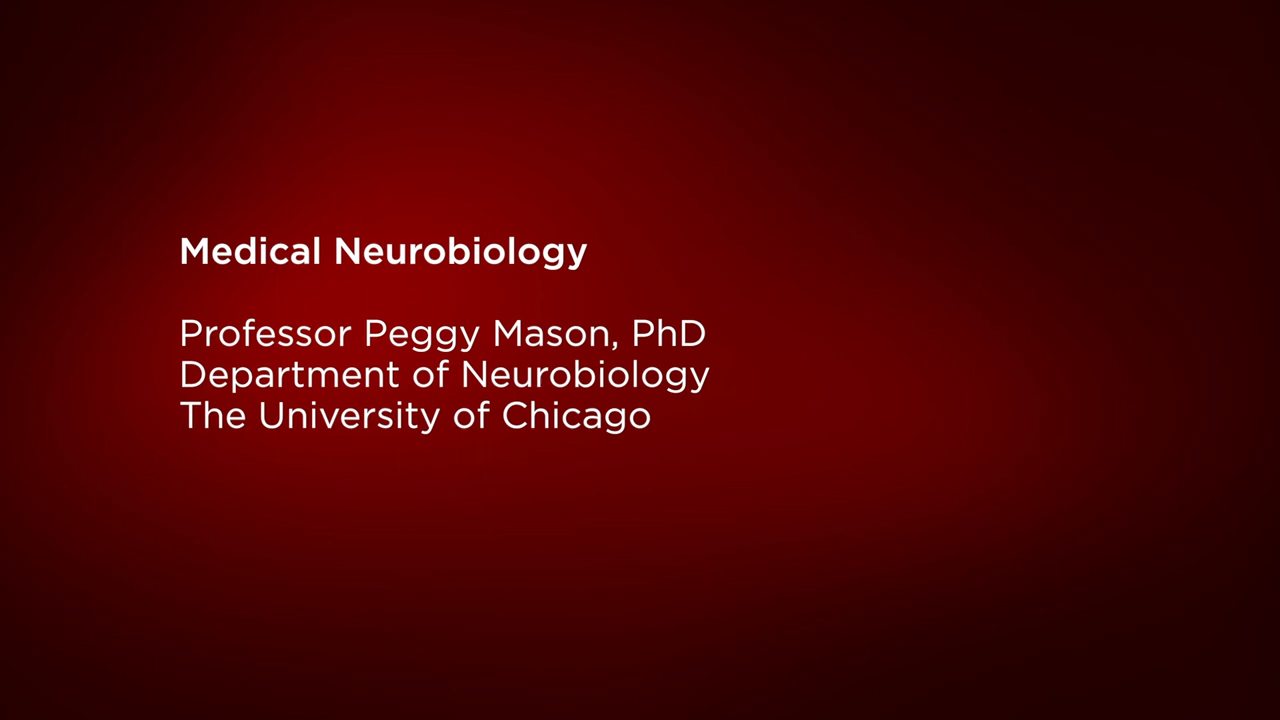 Medical Neurobiology
Professor Peggy Mason, PhD
Department of Neurobiology
The University of Chicago